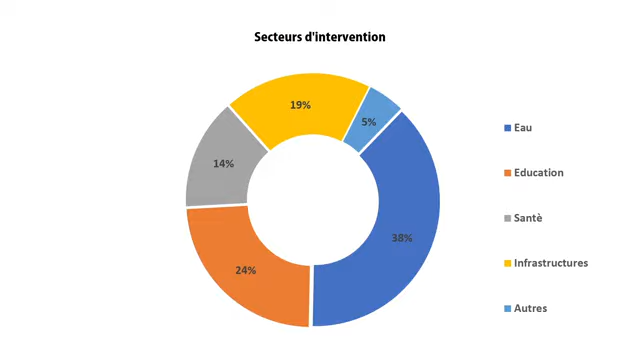 Secteurs d'intervention
19%
5%
14%
38%
24%
Eau
Education
Santè
Infrastructures
Autres